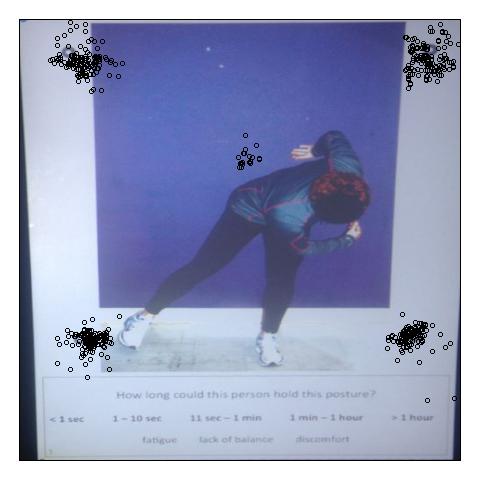 How long could this person hold this posture?
< 1 sec 1 – 10 sec 11 sec – 1 min 1 min – 1 hour > 1 hour
fatigue lack of balance discomfort